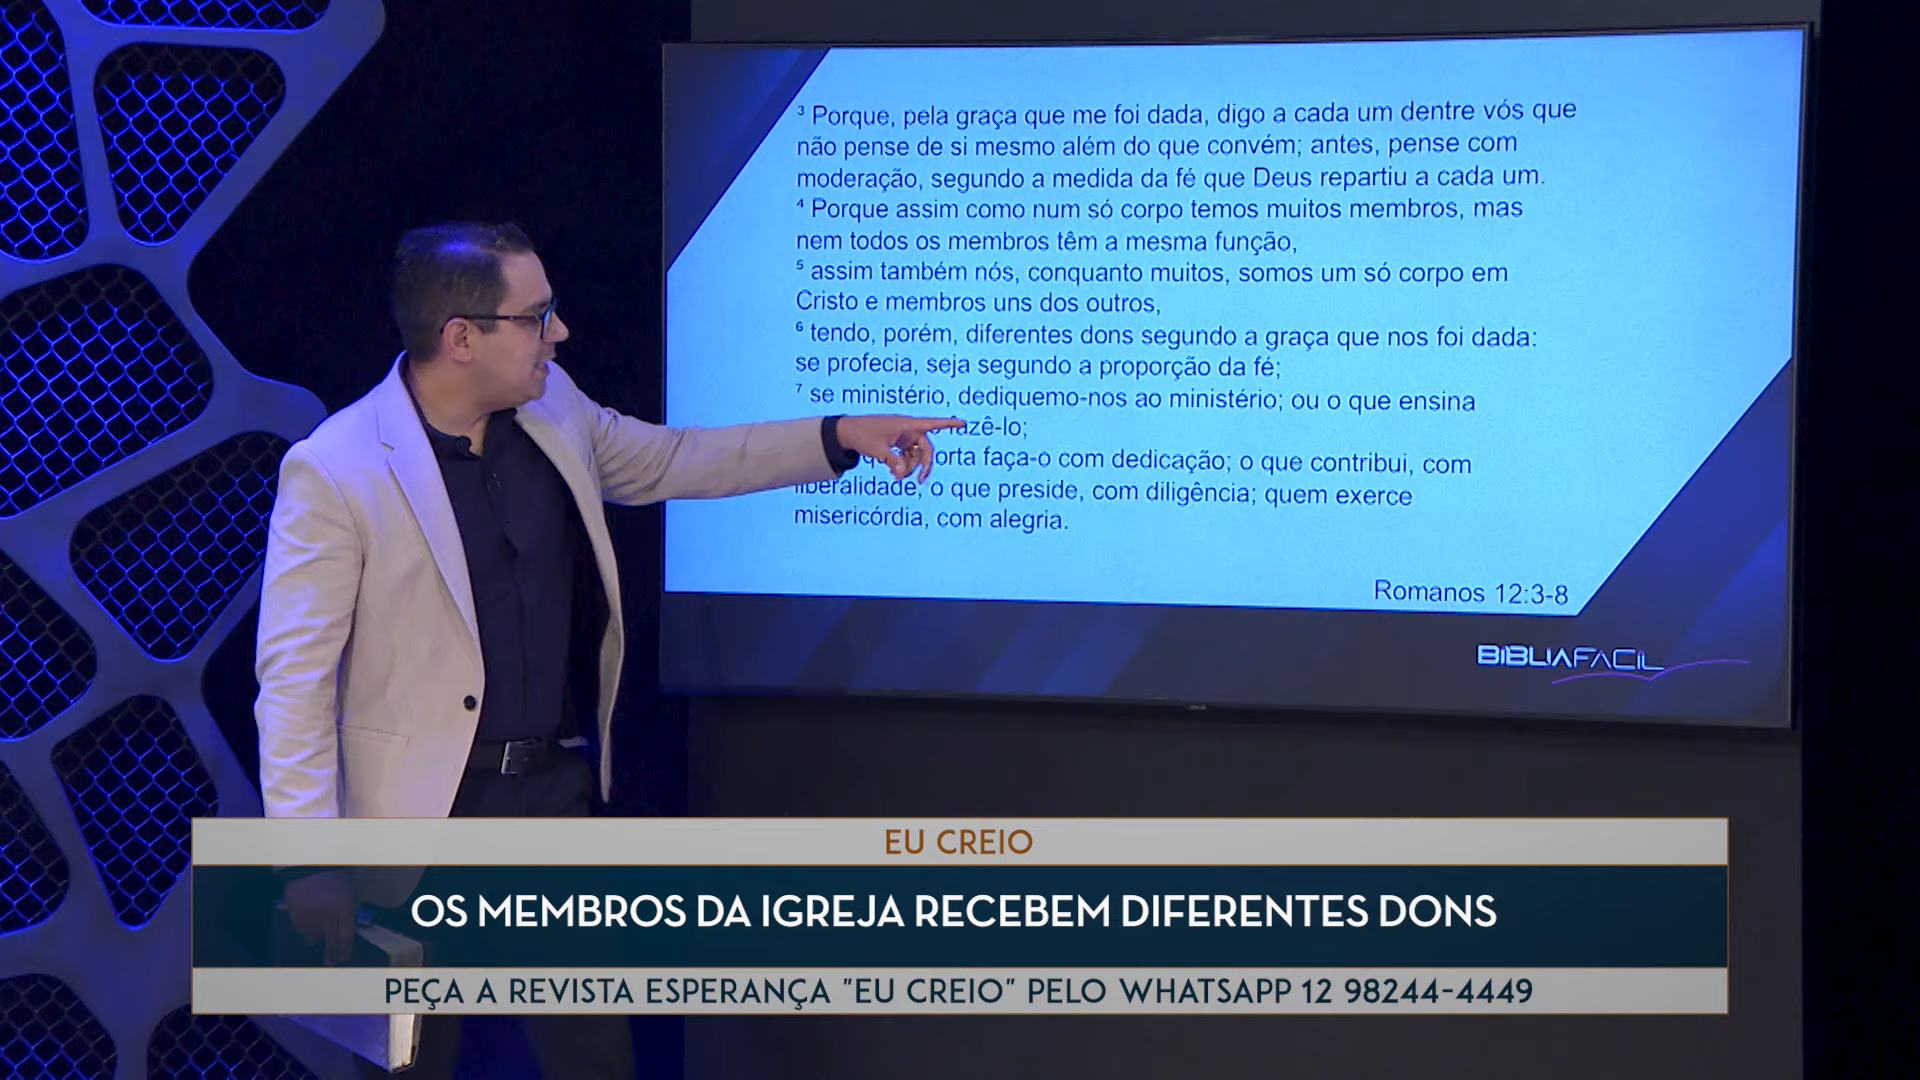 ³ Porque, pela graça que me foi dada, digo a cada um dentre vós que
não pense de si mesmo além do que convém; antes, pense com
moderação, segundo a medida da fé que Deus repartiu a cada um.
⁴ Porque assim como num só corpo temos muitos membros, mas
nem todos os membros têm a mesma função,
⁵ assim também nós, conquanto muitos, somos um só corpo em
Cristo e membros uns dos outros,
⁶ tendo, porém, diferentes dons segundo a graça que nos foi dada:
se profecia, seja segundo a proporção da fé;
⁷ se ministério, dediquemo-nos ao ministério; ou o que ensina
fazê-lo;
faça-o com dedicação; o que contribui, com
liberalidade; o que preside, com diligência; quem exerce
misericórdia, com alegria.
Romanos 12:3-8
BIBLIAFACIL
EU CREIO
OS MEMBROS DA IGREJA RECEBEM DIFERENTES DONS
PEÇA A REVISTA ESPERANÇA "EU CREIO" PELO WHATSAPP 12 98244-4449